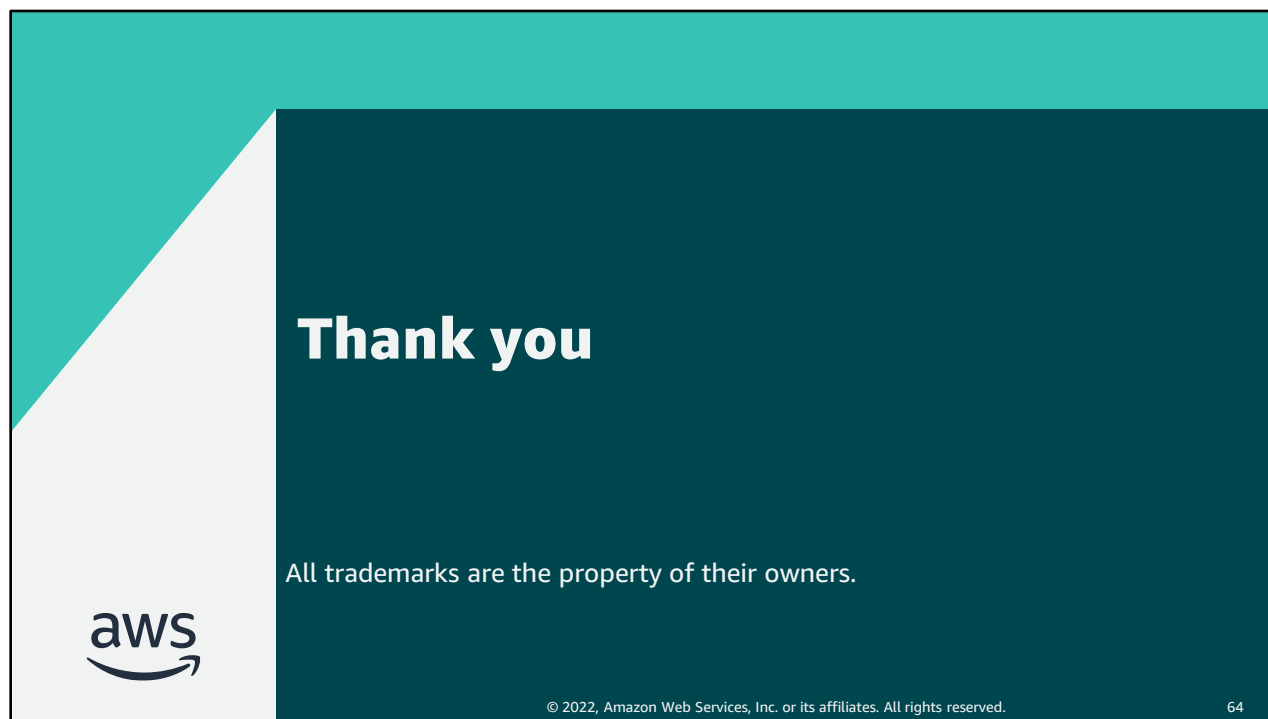 Thank you
All trademarks are the property of their owners.
aws
© 2022, Amazon Web Services, Inc. or its affiliates. All rights reserved.
64